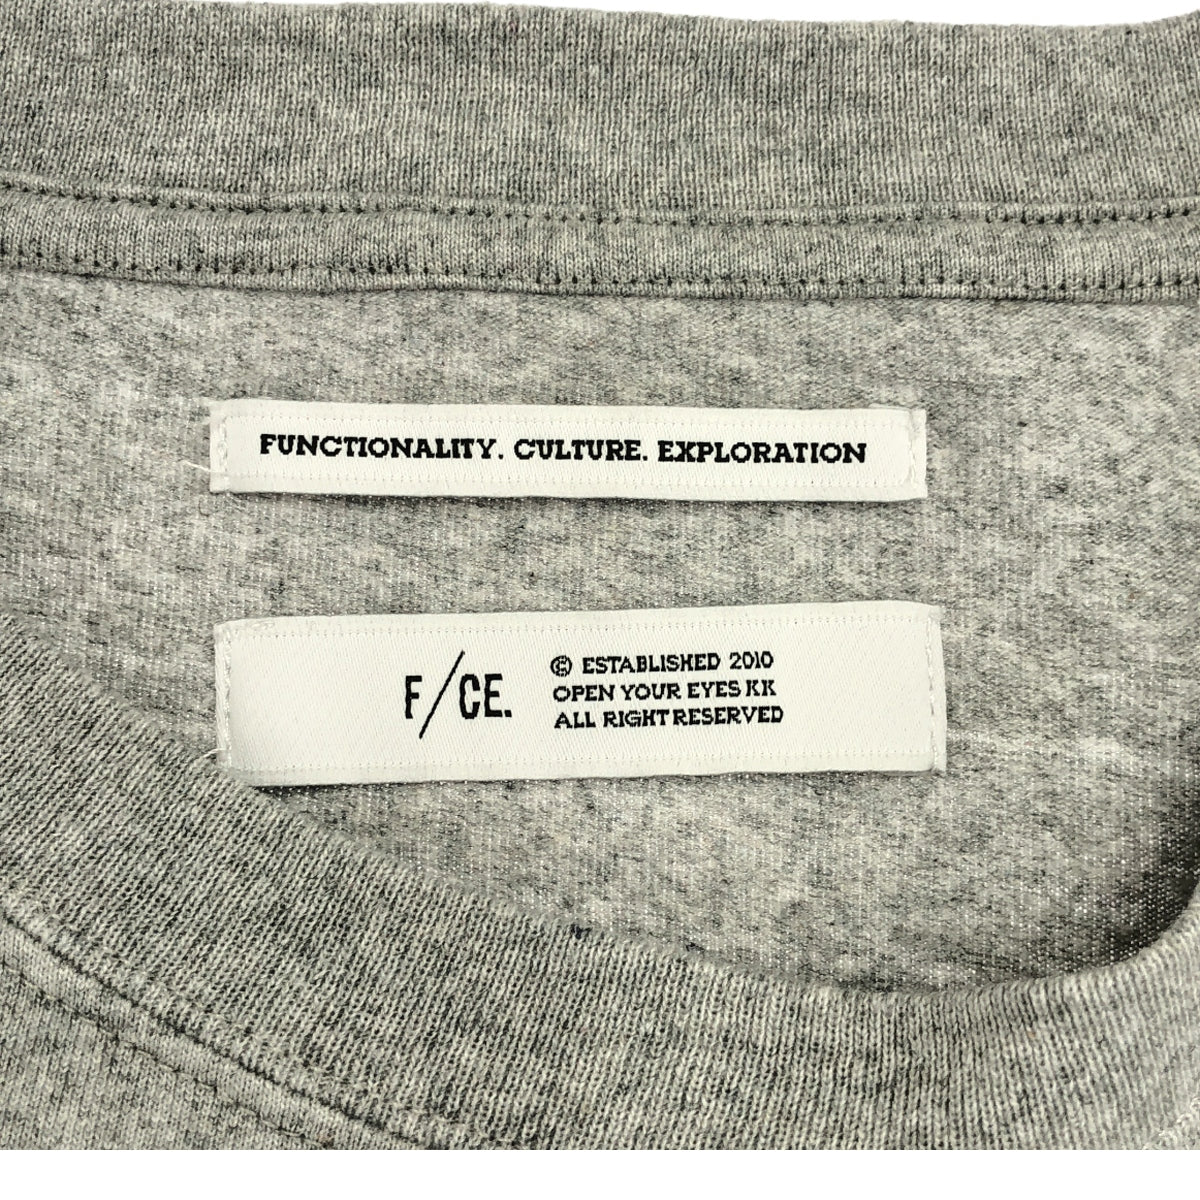 FUNCTIONALITY. CULTURE. EXPLORATION
F/CE.
© ESTABLISHED 2010
OPEN YOUR EYES KK
ALL RIGHT RESERVED